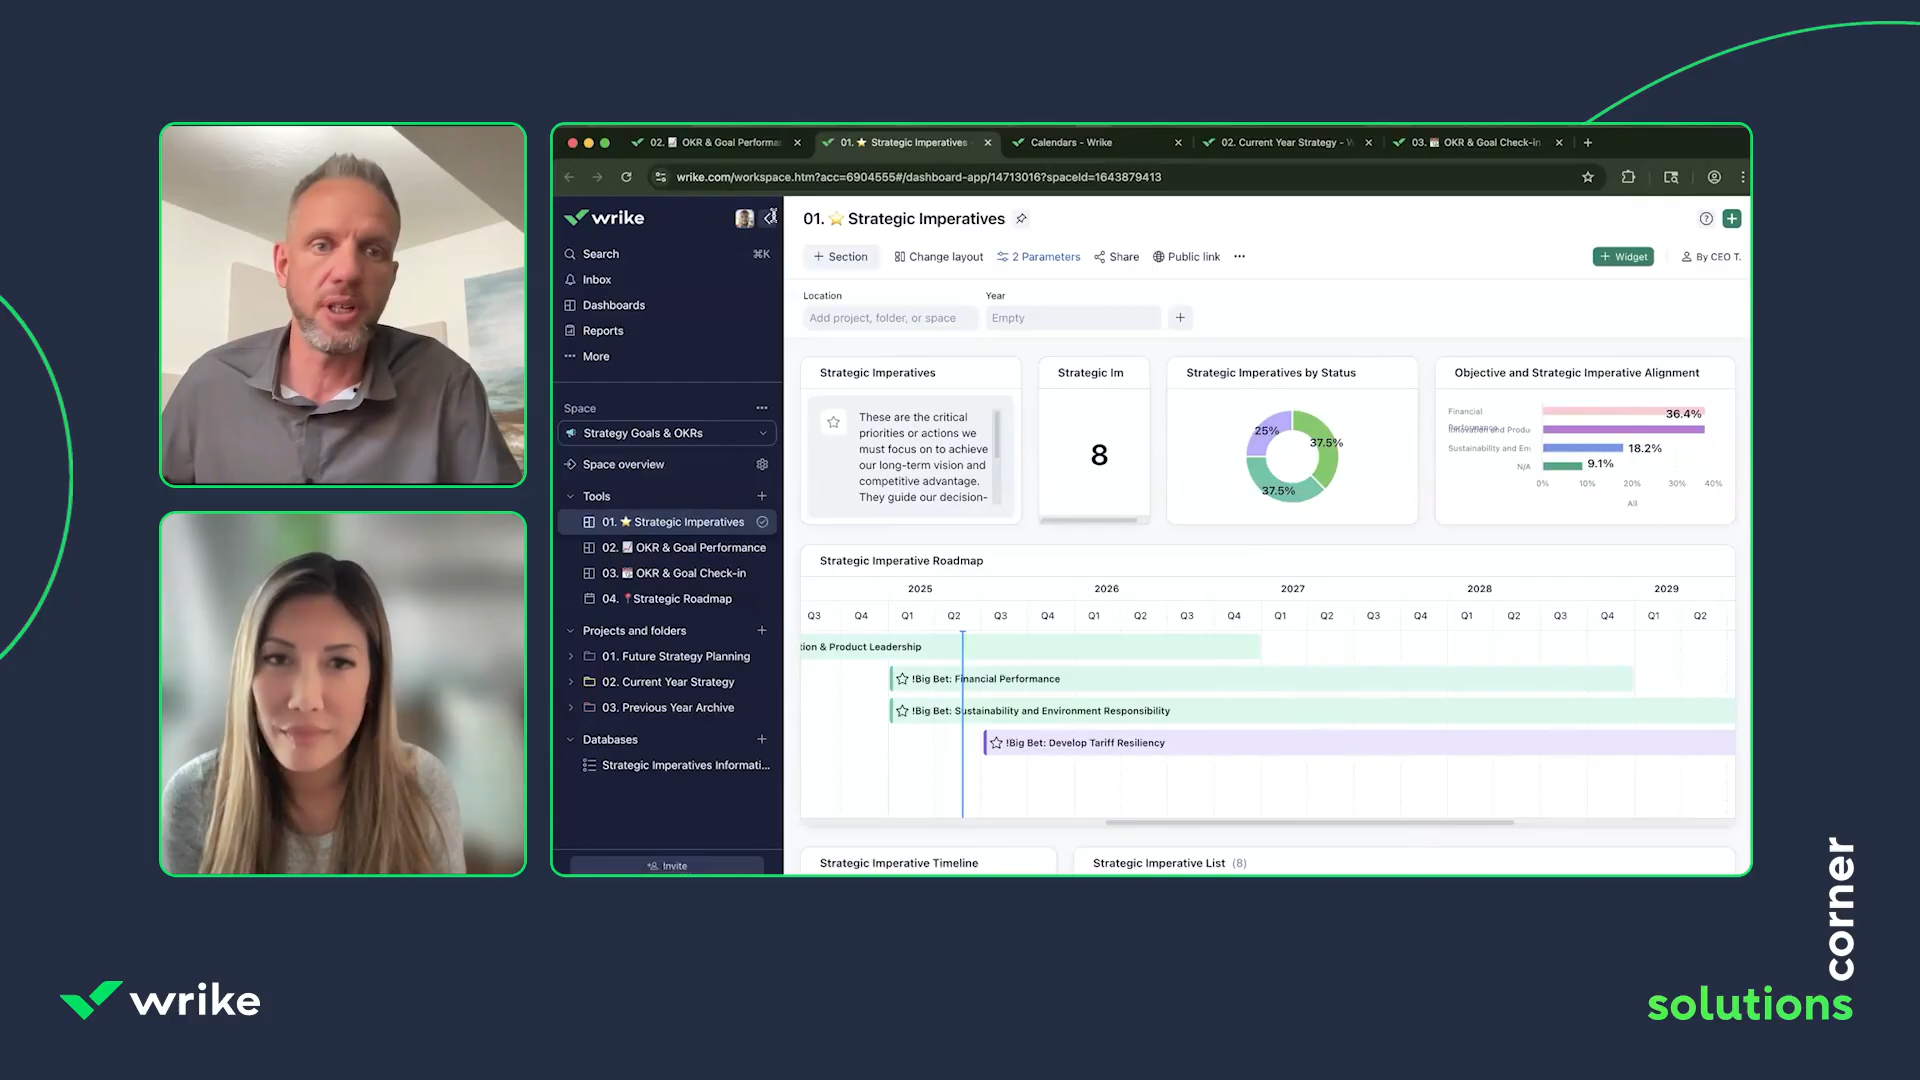 02. OKR & Goal Performa
01. ⭐ Strategic Imperatives
Calendars - Wrike
02. Current Year Strategy - W
03. OKR & Goal Check-in
wrike.com/workspace.htm?acc=6904555#/dashboard-app/14713016?spaceId=1643879413
wrike
Search ⌘K
Inbox
Dashboards
Reports
More
Space
Strategy Goals & OKRs
Space overview
Tools
01. ⭐ Strategic Imperatives
02. OKR & Goal Performance
03. OKR & Goal Check-in
04. Strategic Roadmap
Projects and folders
01. Future Strategy Planning
02. Current Year Strategy
03. Previous Year Archive
Databases
Strategic Imperatives Informati...
Invite
01. ⭐ Strategic Imperatives
+ Section
Change layout
2 Parameters
Share
Public link
+ Widget
By CEO T.
Location
Add project, folder, or space
Year
Empty
Strategic Imperatives
These are the critical
priorities or actions we
must focus on to achieve
our long-term vision and
competitive advantage.
They guide our decision-
Strategic Im
8
Strategic Imperatives by Status
25%
37.5%
37.5%
Objective and Strategic Imperative Alignment
Financial
Performance
36.4%
Innovation and Produ
Sustainability and Em
18.2%
N/A
9.1%
0% 10% 20% 30% 40%
All
Strategic Imperative Roadmap
2025 2026 2027 2028 2029
Q3 Q4 Q1 Q2 Q3 Q4 Q1 Q2 Q3 Q4 Q1 Q2 Q3 Q4 Q1 Q2 Q3 Q4 Q1 Q2
tion & Product Leadership
!Big Bet: Financial Performance
!Big Bet: Sustainability and Environment Responsibility
!Big Bet: Develop Tariff Resiliency
Strategic Imperative Timeline
Strategic Imperative List (8)
wrike
solutions
corner